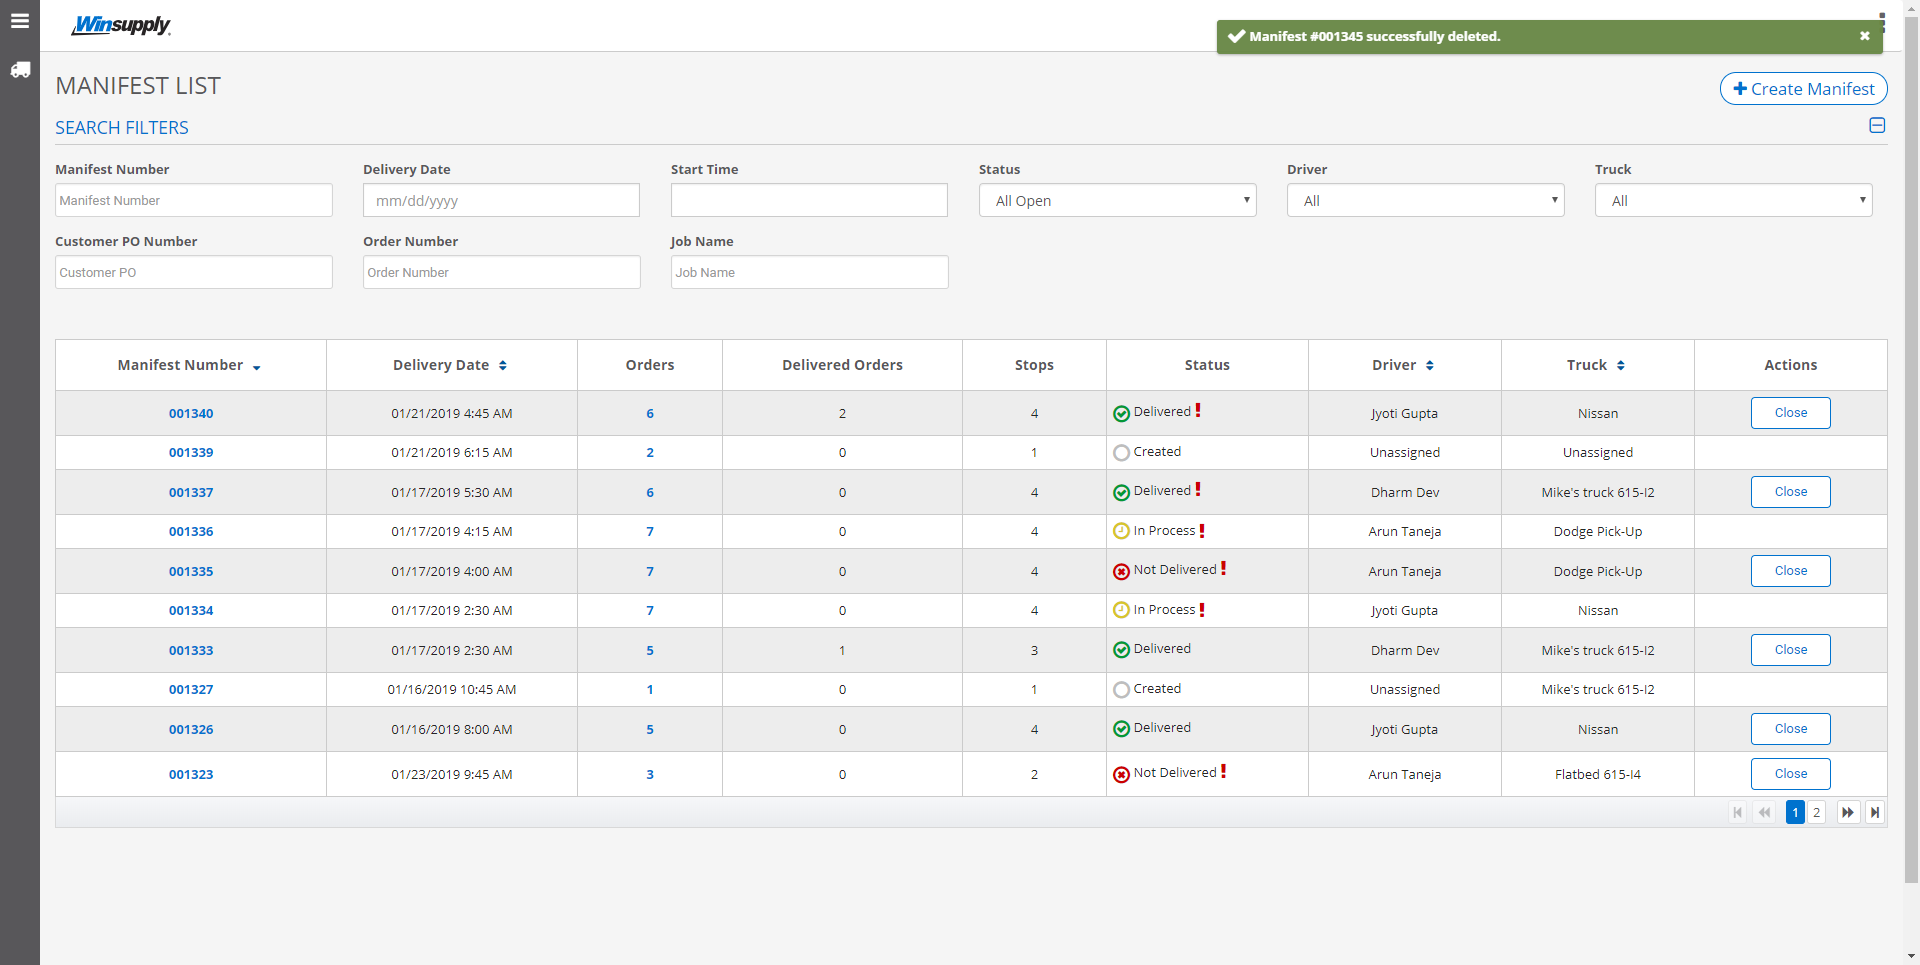 Winsupply
Manifest #001345 successfully deleted.
MANIFEST LIST
Create Manifest
SEARCH FILTERS
Manifest Number Delivery Date Start Time Status Driver Truck
Manifest Number mm/dd/yyyy All Open All All
Customer PO Number Order Number Job Name
Customer PO Order Number Job Name
Manifest Number Delivery Date Orders Delivered Orders Stops Status Driver Truck Actions
001340 01/21/2019 4:45 AM 6 2 4 Delivered ! Jyoti Gupta Nissan Close
001339 01/21/2019 6:15 AM 2 0 1 Created Unassigned Unassigned
001337 01/17/2019 5:30 AM 6 0 4 Delivered ! Dharm Dev Mike's truck 615-I2 Close
001336 01/17/2019 4:15 AM 7 0 4 In Process ! Arun Taneja Dodge Pick-Up
001335 01/17/2019 4:00 AM 7 0 4 Not Delivered ! Arun Taneja Dodge Pick-Up Close
001334 01/17/2019 2:30 AM 7 0 4 In Process ! Jyoti Gupta Nissan
001333 01/17/2019 2:30 AM 5 1 3 Delivered Dharm Dev Mike's truck 615-I2 Close
001327 01/16/2019 10:45 AM 1 0 1 Created Unassigned Mike's truck 615-I2
001326 01/16/2019 8:00 AM 5 0 4 Delivered Jyoti Gupta Nissan Close
001323 01/23/2019 9:45 AM 3 0 2 Not Delivered ! Arun Taneja Flatbed 615-I4 Close
1 2